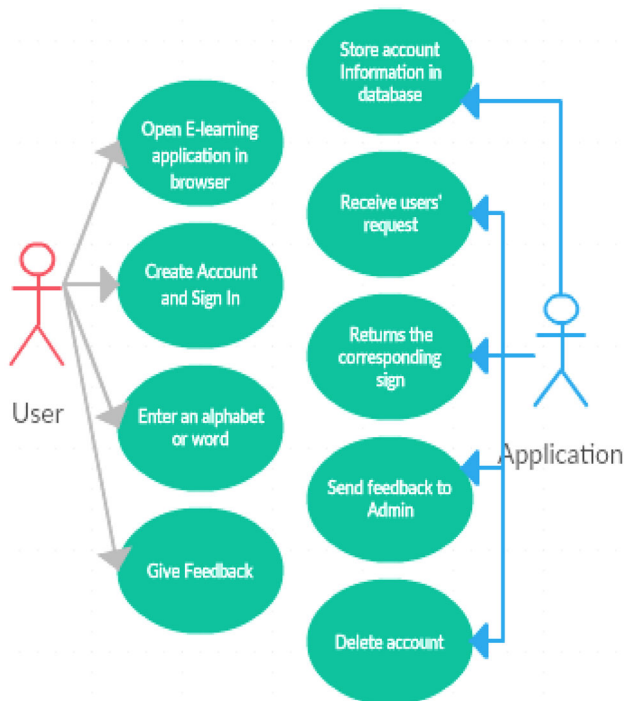 Store account
Information in
database
Open E-learning
application in
browser
Receive users'
request
Create Account
and Sign In
Returns the
corresponding
sign
User
Enter an alphabet
or word
Application
Send feedback to
Admin
Give Feedback
Delete account